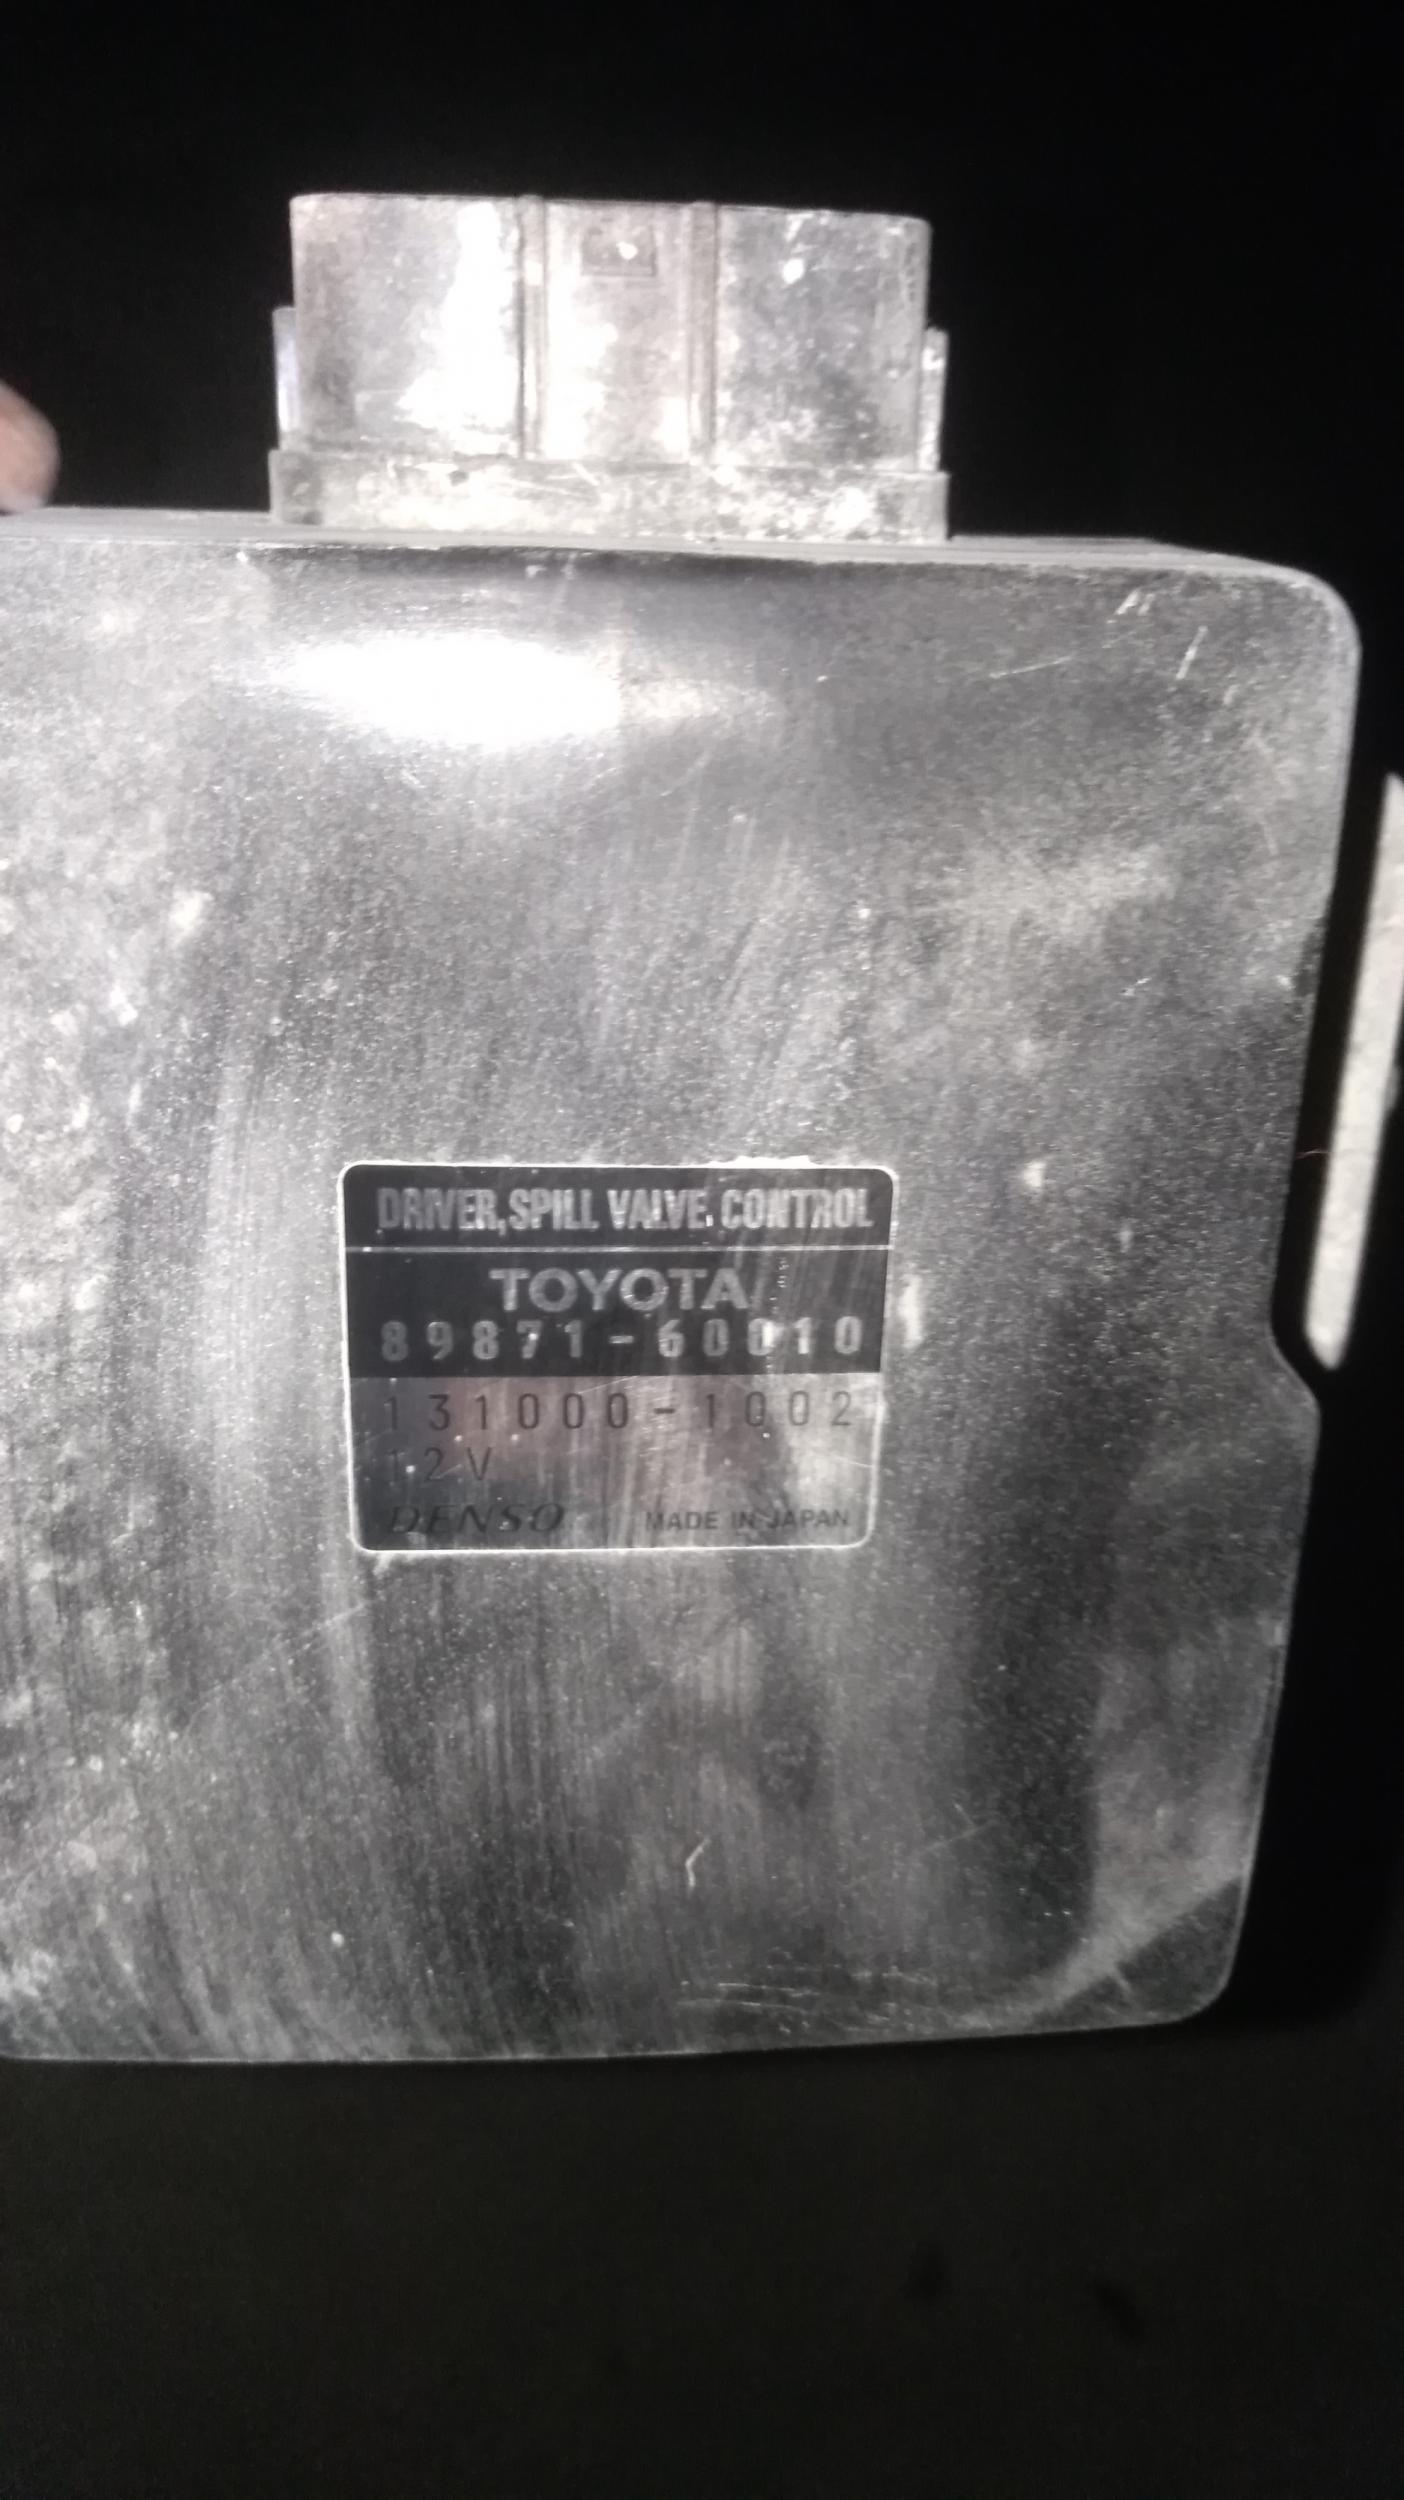 DRIVER, SPILL VALVE. CONTROL
TOYOTA
89871-60010
131000-1002
12V
DENSO MADE IN JAPAN